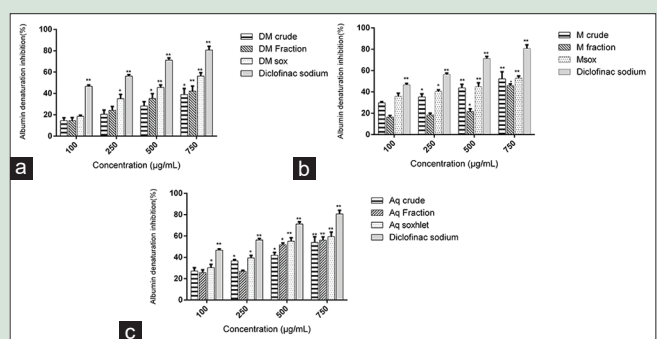 Albumin denaturation inhibition(%)
100
80
60
40
20
0
* ** * ** * ** ** * ** ** **
100 250 500 750
Concentration (µg/mL)
DM crude
DM Fraction
DM sox
Diclofinac sodium
a
Albumin denaturation inhibition(%)
100
80
60
40
20
0
100 250 500 750
Concentration (µg/mL)
M crude
M fraction
Msox
Diclofinac sodium
b
Albumin denaturation inhibition(%)
100
80
60
40
20
0
100 250 500 750
Concentration (µg/mL)
Aq crude
Aq Fraction
Aq soxhlet
Diclofinac sodium
c